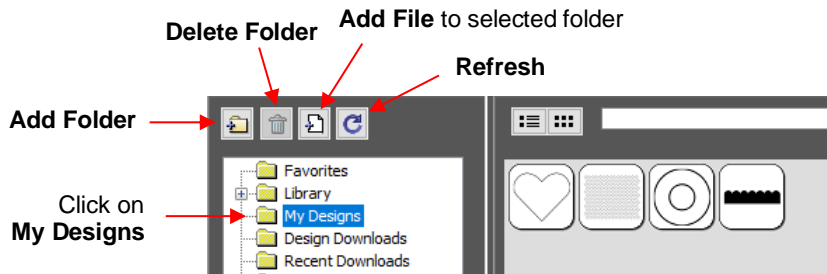 Add File to selected folder
Delete Folder
Refresh
Add Folder
Favorites
Library
Click on
My Designs
My Designs
Design Downloads
Recent Downloads